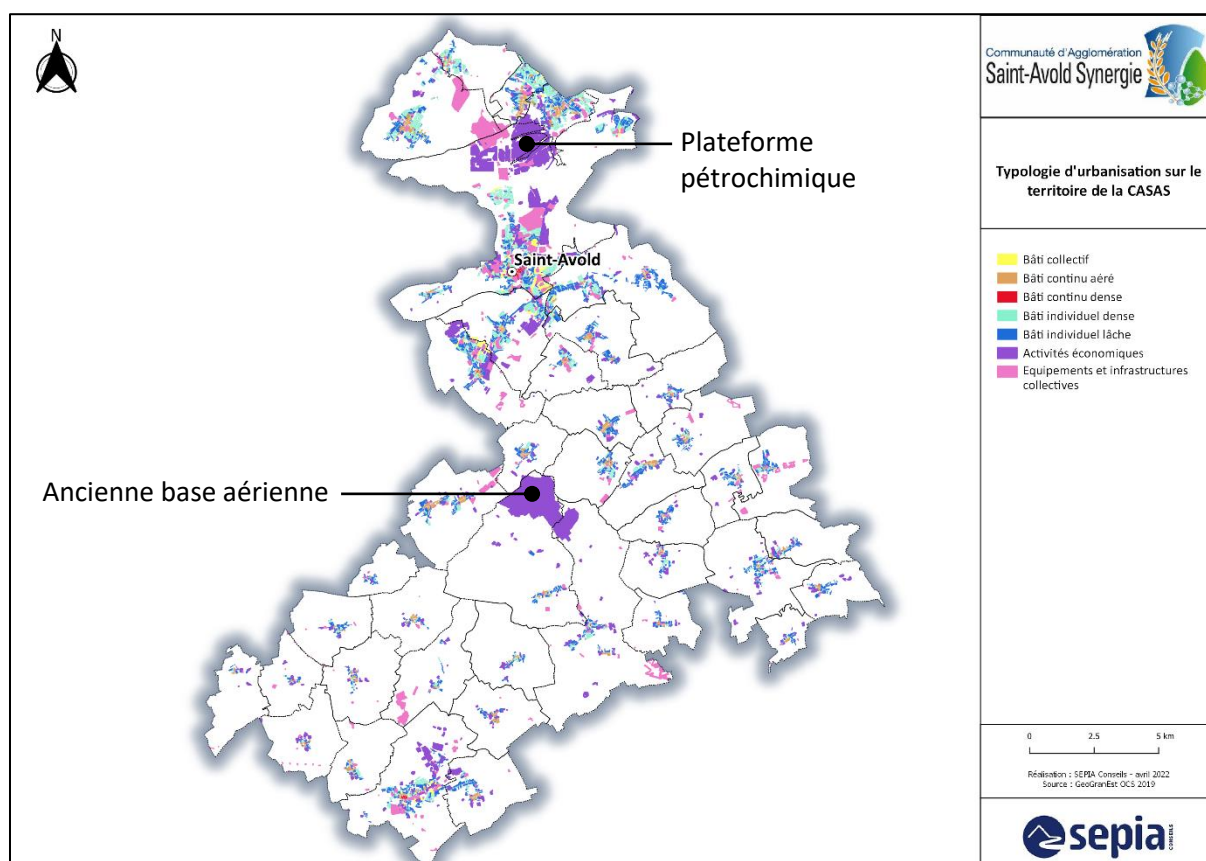 N
Plateforme
pétrochimique
Saint-Avold
Ancienne base aérienne
Communauté d'Agglomération
Saint-Avold Synergie
Typologie d'urbanisation sur le
territoire de la CASAS
Bâti collectif
Bâti continu aéré
Bâti continu dense
Bâti individuel dense
Bâti individuel lâche
Activités économiques
Equipements et infrastructures
collectives
0 2.5 5 km
Réalisation : SEPIA Conseils - avril 2022
Source : GeoGranEst OCS 2019
sepia
CONSEILS